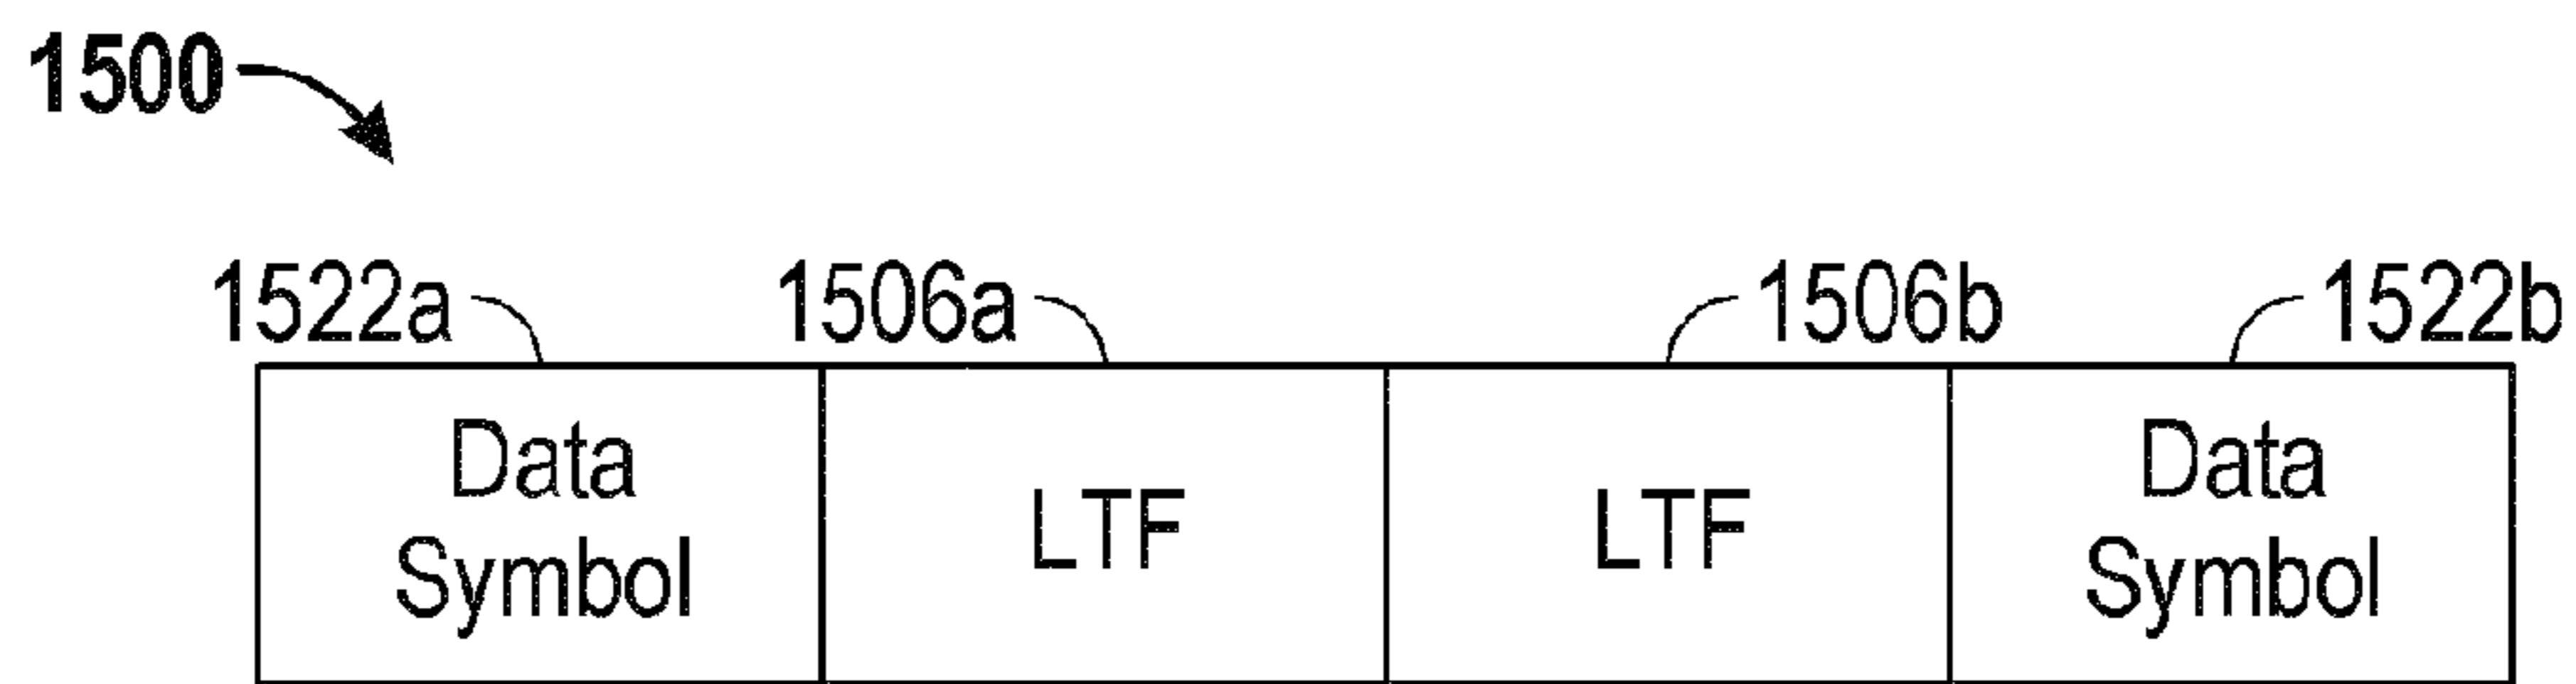 1500
1522a 1506a 1506b 1522b
Data Symbol LTF LTF Data Symbol